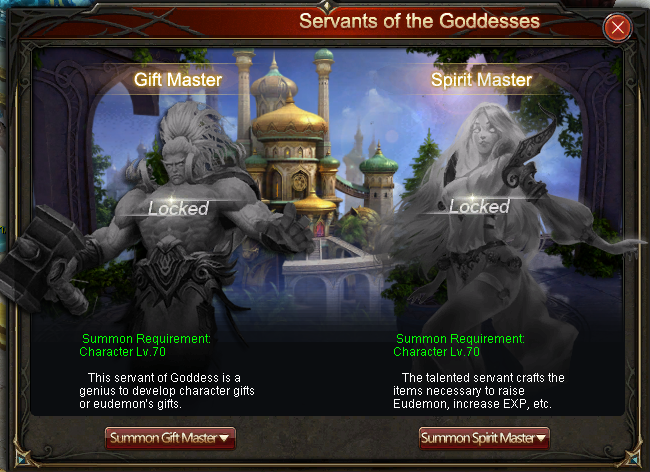 Servants of the Goddesses
Gift Master
Spirit Master
Locked
Locked
Summon Requirement:
Character Lv.70
This servant of Goddess is a
genius to develop character gifts
or eudemon's gifts.
Summon Requirement:
Character Lv.70
The talented servant crafts the
items necessary to raise
Eudemon, increase EXP, etc.
Summon Gift Master
Summon Spirit Master